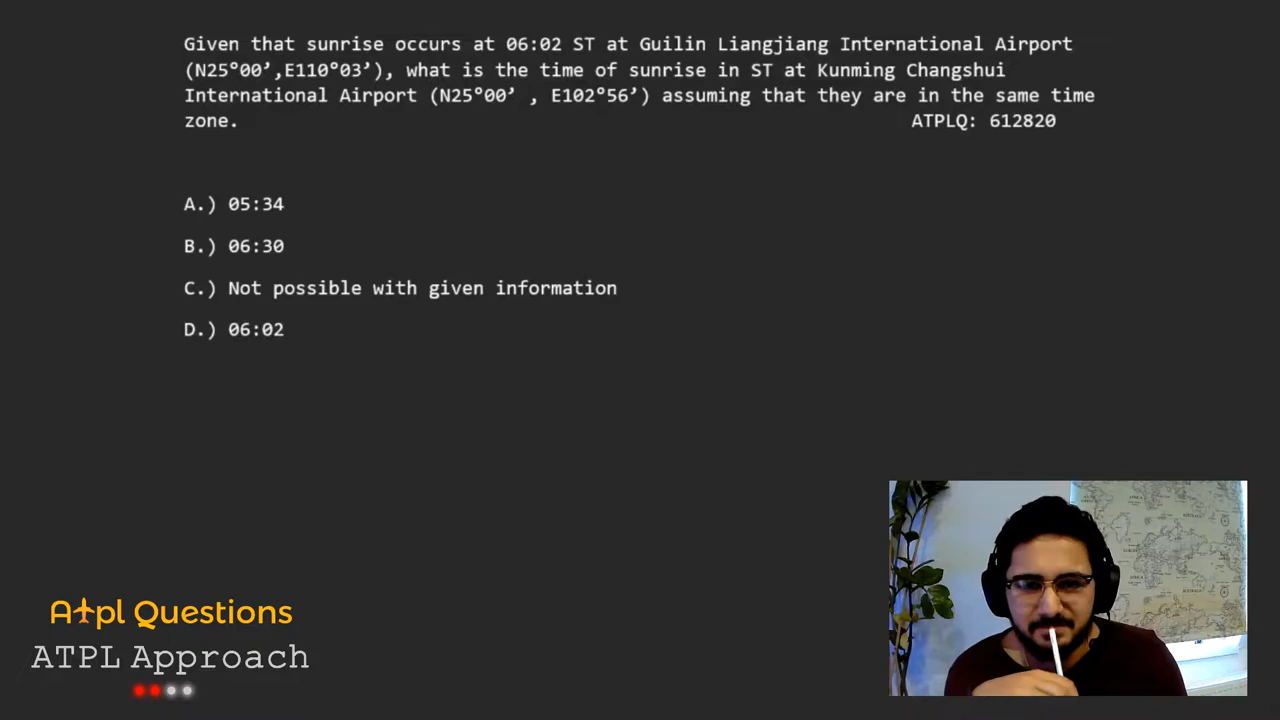 Given that sunrise occurs at 06:02 ST at Guilin Liangjiang International Airport
(N25°00’,E110°03’), what is the time of sunrise in ST at Kunming Changshui
International Airport (N25°00’ , E102°56’) assuming that they are in the same time
zone. ATPLQ: 612820
A.) 05:34
B.) 06:30
C.) Not possible with given information
D.) 06:02
Atpl Questions
ATPL Approach